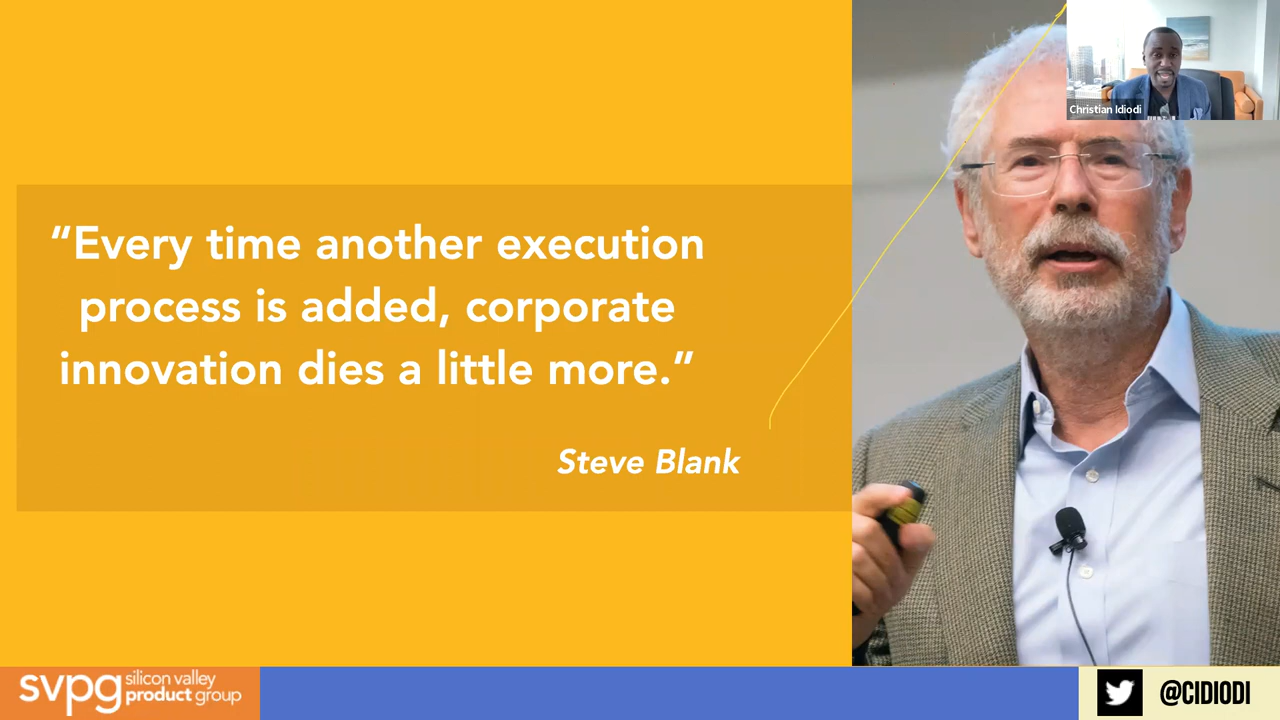 Christian Idiodi
“Every time another execution
process is added, corporate
innovation dies a little more.”
Steve Blank
svpg silicon valley
product group
@CIDIODI